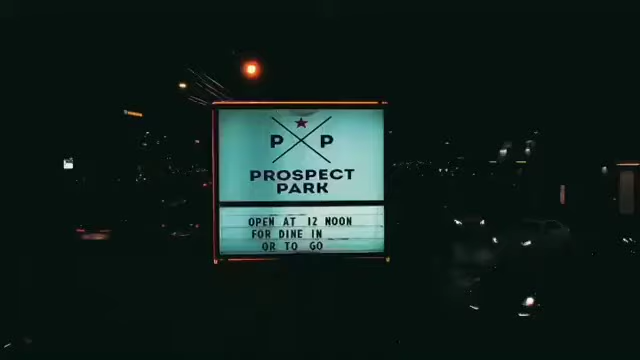 P P
PROSPECT
PARK
OPEN AT 12 NOON
FOR DINE IN
OR TO GO